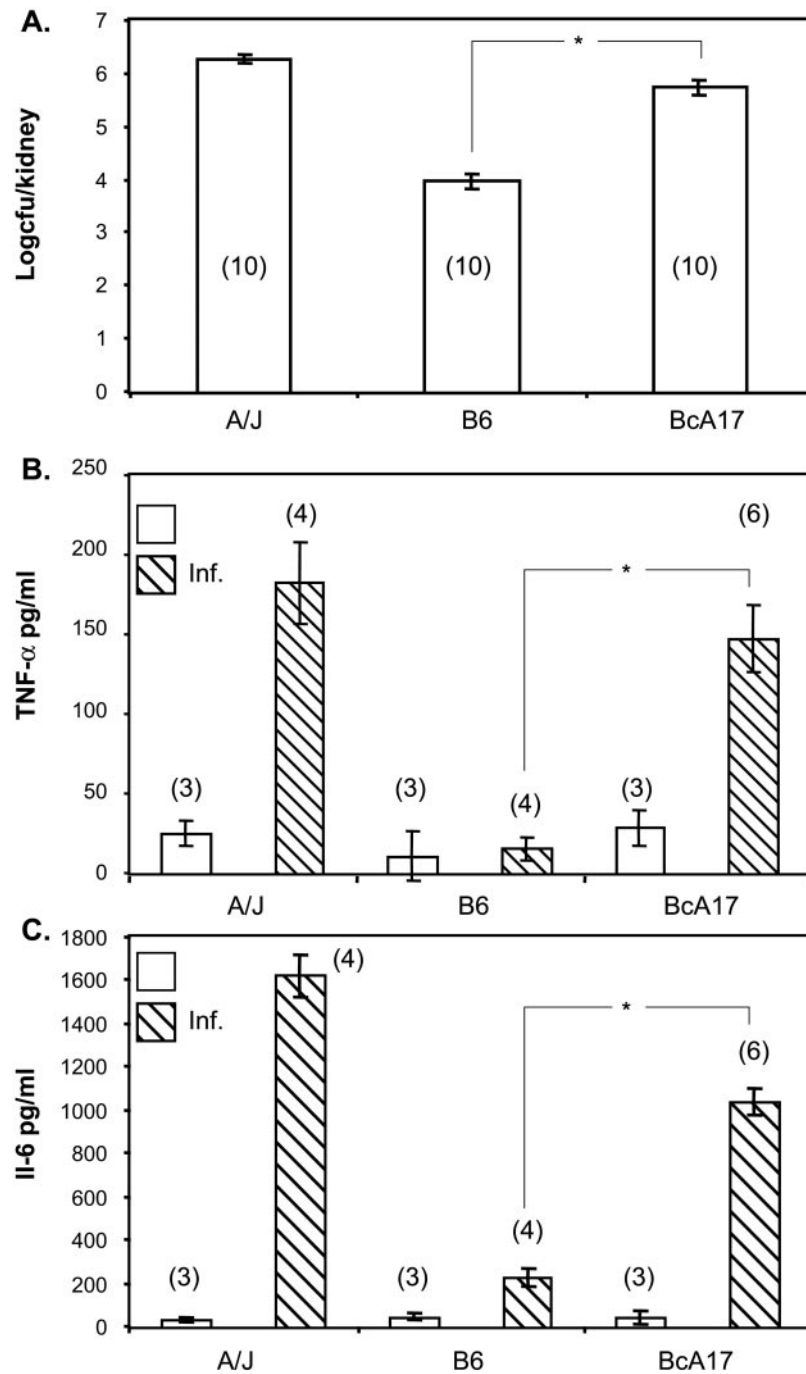 A.
Logcfu/kidney
7
6
5
4
3
2
1
0
*
(10) (10) (10)
A/J B6 BcA17
B.
TNF-α pg/ml
250
200
150
100
50
0
Inf.
(4) (6)
*
(3) (3) (4) (3)
A/J B6 BcA17
C.
Il-6 pg/ml
1800
1600
1400
1200
1000
800
600
400
200
0
Inf.
(4)
*
(6)
(4)
(3) (3) (3)
A/J B6 BcA17